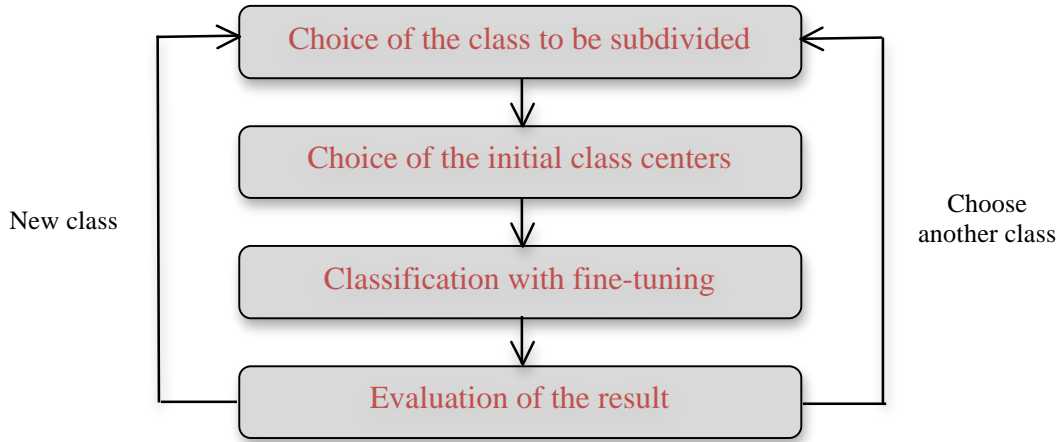 Choice of the class to be subdivided
Choice of the initial class centers
New class
Choose
another class
Classification with fine-tuning
Evaluation of the result